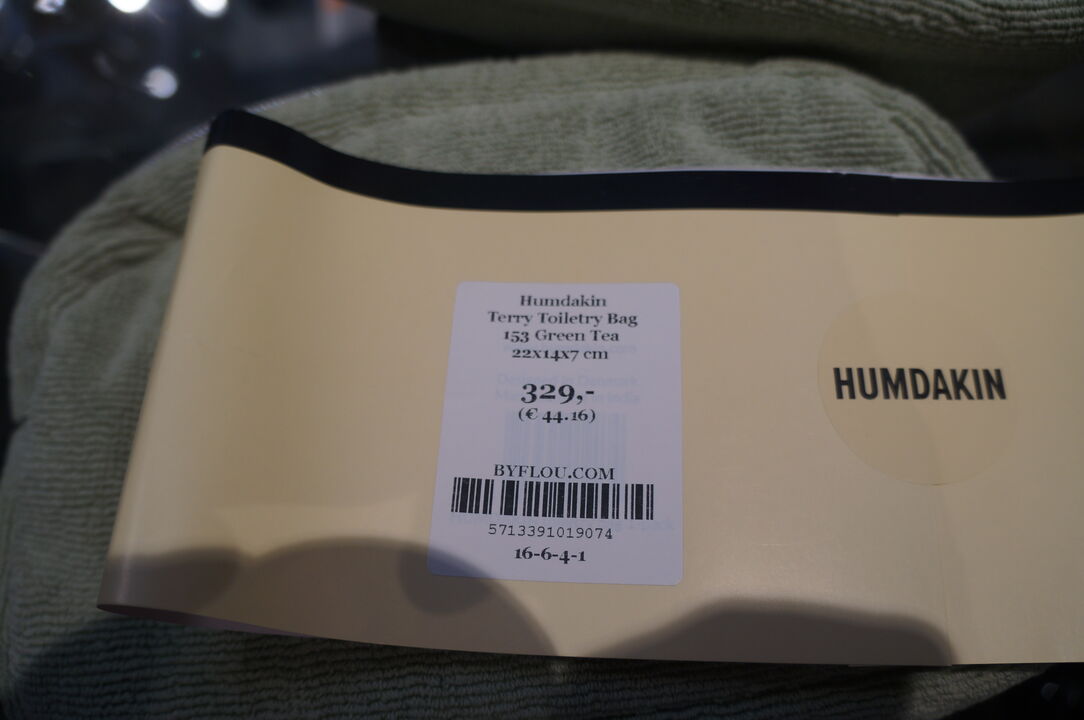 Humdakin
Terry Toiletry Bag
153 Green Tea
22x14x7 cm
329,-
(€ 44.16)
BYFLOU.COM
5713391019074
16-6-4-1
HUMDAKIN